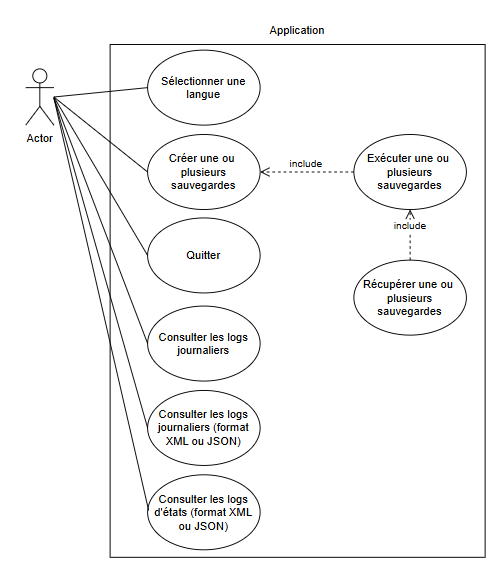 Application
Actor
Sélectionner une
langue
Créer une ou
plusieurs
sauvegardes
include
Exécuter une ou
plusieurs
sauvegardes
include
Quitter
Récupérer une ou
plusieurs
sauvegardes
Consulter les logs
journaliers
Consulter les logs
journaliers (format
XML ou JSON)
Consulter les logs
d'états (format XML
ou JSON)